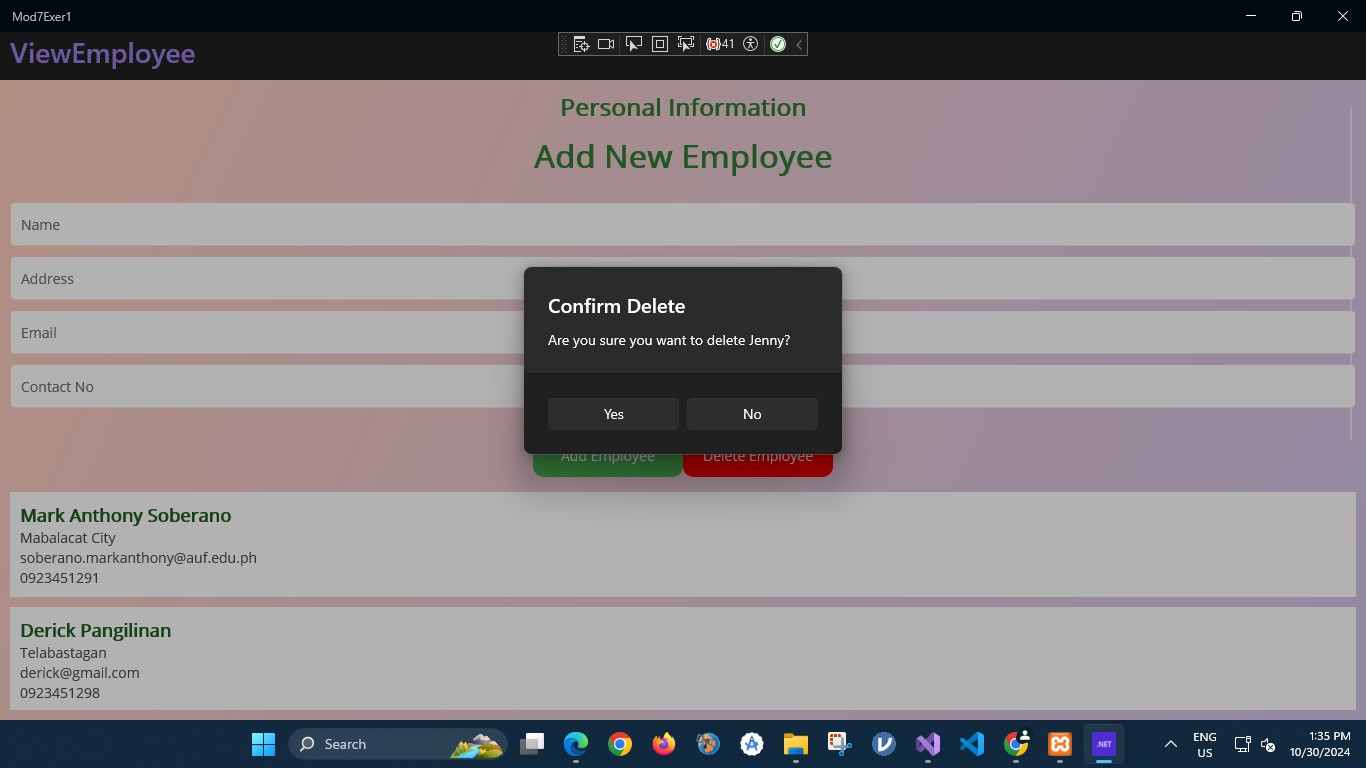 Mod7Exer1
ViewEmployee
41
Personal Information
Add New Employee
Name
Address
Email
Contact No
Confirm Delete
Are you sure you want to delete Jenny?
Yes
No
Add Employee
Delete Employee
Mark Anthony Soberano
Mabalacat City
soberano.markanthony@auf.edu.ph
0923451291
Derick Pangilinan
Telabastagan
derick@gmail.com
0923451298
Search
.NET
ENG
US
1:35 PM
10/30/2024